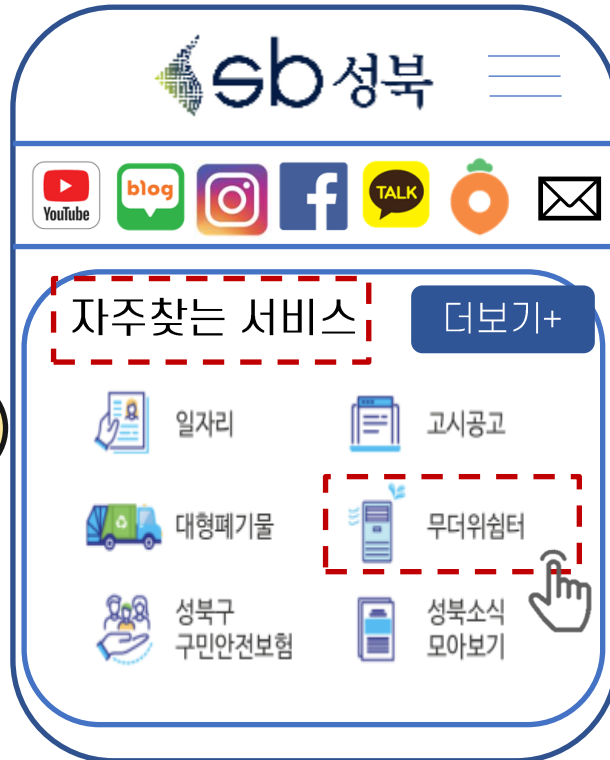 sb성북
YouTube
blog
TALK
자주찾는 서비스
더보기+
일자리
고시공고
대형폐기물
무더위쉼터
성북구
구민안전보험
성북소식
모아보기